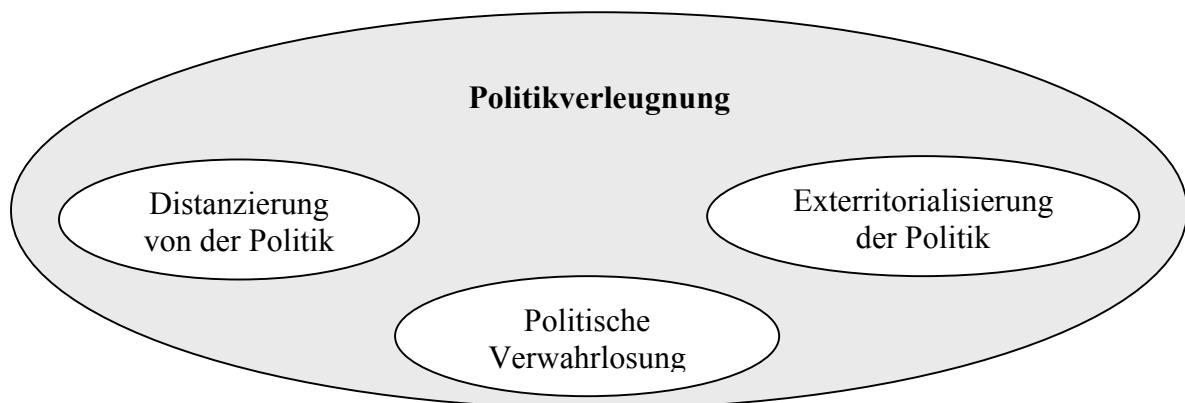 Politikverleugnung
Distanzierung
von der Politik
Exterritorialisierung
der Politik
Politische
Verwahrlosung